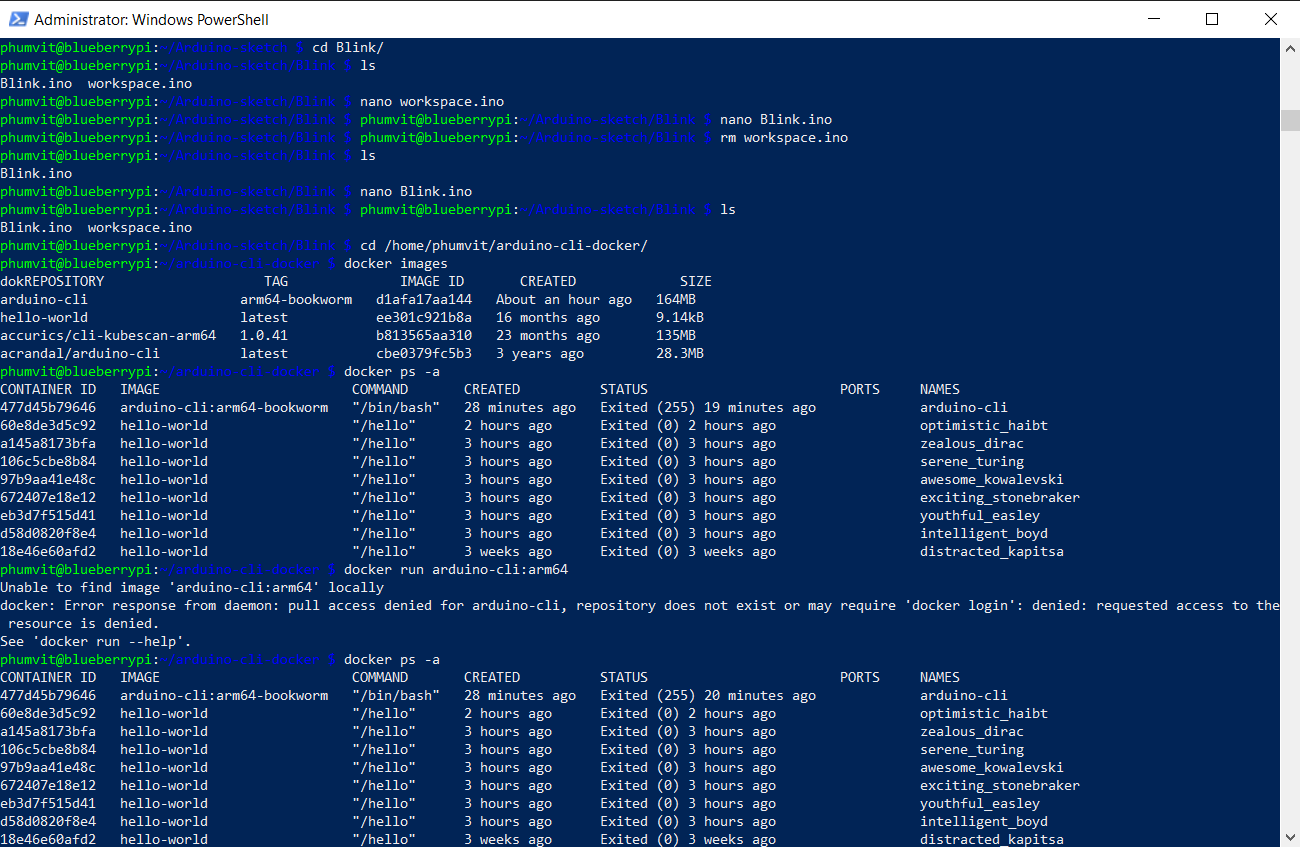 Administrator: Windows PowerShell
phumvit@blueberrypi:~/Arduino-sketch $ cd Blink/
phumvit@blueberrypi:~/Arduino-sketch/Blink $ ls
Blink.ino  workspace.ino
phumvit@blueberrypi:~/Arduino-sketch/Blink $ nano workspace.ino
phumvit@blueberrypi:~/Arduino-sketch/Blink $ phumvit@blueberrypi:~/Arduino-sketch/Blink $ nano Blink.ino
phumvit@blueberrypi:~/Arduino-sketch/Blink $ phumvit@blueberrypi:~/Arduino-sketch/Blink $ rm workspace.ino
phumvit@blueberrypi:~/Arduino-sketch/Blink $ ls
Blink.ino
phumvit@blueberrypi:~/Arduino-sketch/Blink $ nano Blink.ino
phumvit@blueberrypi:~/Arduino-sketch/Blink $ phumvit@blueberrypi:~/Arduino-sketch/Blink $ ls
Blink.ino  workspace.ino
phumvit@blueberrypi:~/Arduino-sketch/Blink $ cd /home/phumvit/arduino-cli-docker/
phumvit@blueberrypi:~/arduino-cli-docker $ docker images
dokREPOSITORY                    TAG              IMAGE ID       CREATED             SIZE
arduino-cli                   arm64-bookworm   d1afa17aa144   About an hour ago   164MB
hello-world                   latest           ee301c921b8a   16 months ago       9.14kB
accurics/cli-kubescan-arm64   1.0.41           b813565aa310   23 months ago       135MB
acrandal/arduino-cli          latest           cbe0379fc5b3   3 years ago         28.3MB
phumvit@blueberrypi:~/arduino-cli-docker $ docker ps -a
CONTAINER ID   IMAGE                        COMMAND       CREATED          STATUS                        PORTS     NAMES
477d45b79646   arduino-cli:arm64-bookworm   "/bin/bash"   28 minutes ago   Exited (255) 19 minutes ago             arduino-cli
60e8de3d5c92   hello-world                  "/hello"      2 hours ago      Exited (0) 2 hours ago                  optimistic_haibt
a145a8173bfa   hello-world                  "/hello"      3 hours ago      Exited (0) 3 hours ago                  zealous_dirac
106c5cbe8b84   hello-world                  "/hello"      3 hours ago      Exited (0) 3 hours ago                  serene_turing
97b9aa41e48c   hello-world                  "/hello"      3 hours ago      Exited (0) 3 hours ago                  awesome_kowalevski
672407e18e12   hello-world                  "/hello"      3 hours ago      Exited (0) 3 hours ago                  exciting_stonebraker
eb3d7f515d41   hello-world                  "/hello"      3 hours ago      Exited (0) 3 hours ago                  youthful_easley
d58d0820f8e4   hello-world                  "/hello"      3 hours ago      Exited (0) 3 hours ago                  intelligent_boyd
18e46e60afd2   hello-world                  "/hello"      3 weeks ago      Exited (0) 3 weeks ago                  distracted_kapitsa
phumvit@blueberrypi:~/arduino-cli-docker $ docker run arduino-cli:arm64
Unable to find image 'arduino-cli:arm64' locally
docker: Error response from daemon: pull access denied for arduino-cli, repository does not exist or may require 'docker login': denied: requested access to the
 resource is denied.
See 'docker run --help'.
phumvit@blueberrypi:~/arduino-cli-docker $ docker ps -a
CONTAINER ID   IMAGE                        COMMAND       CREATED          STATUS                        PORTS     NAMES
477d45b79646   arduino-cli:arm64-bookworm   "/bin/bash"   28 minutes ago   Exited (255) 20 minutes ago             arduino-cli
60e8de3d5c92   hello-world                  "/hello"      2 hours ago      Exited (0) 2 hours ago                  optimistic_haibt
a145a8173bfa   hello-world                  "/hello"      3 hours ago      Exited (0) 3 hours ago                  zealous_dirac
106c5cbe8b84   hello-world                  "/hello"      3 hours ago      Exited (0) 3 hours ago                  serene_turing
97b9aa41e48c   hello-world                  "/hello"      3 hours ago      Exited (0) 3 hours ago                  awesome_kowalevski
672407e18e12   hello-world                  "/hello"      3 hours ago      Exited (0) 3 hours ago                  exciting_stonebraker
eb3d7f515d41   hello-world                  "/hello"      3 hours ago      Exited (0) 3 hours ago                  youthful_easley
d58d0820f8e4   hello-world                  "/hello"      3 hours ago      Exited (0) 3 hours ago                  intelligent_boyd
18e46e60afd2   hello-world                  "/hello"      3 weeks ago      Exited (0) 3 weeks ago                  distracted_kapitsa